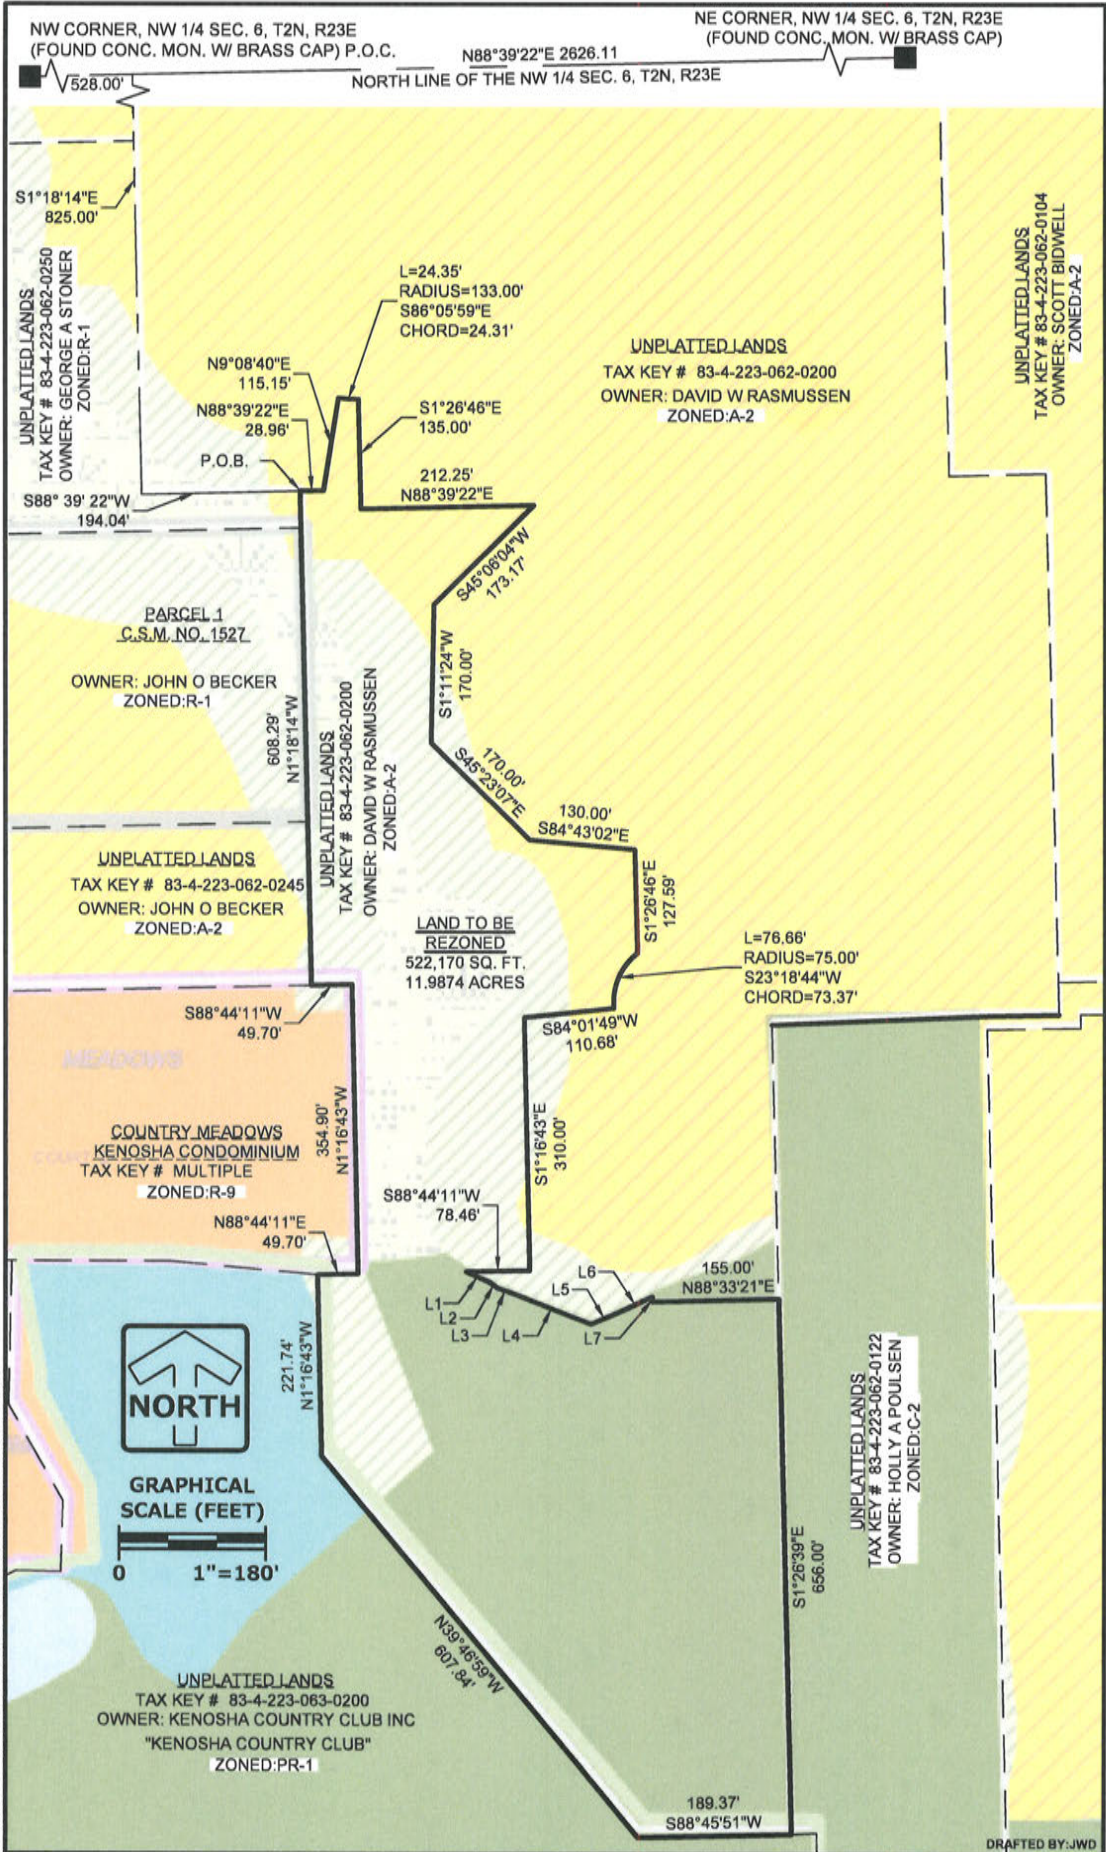 NW CORNER, NW 1/4 SEC. 6, T2N, R23E
(FOUND CONC. MON. W/ BRASS CAP) P.O.C.
NE CORNER, NW 1/4 SEC. 6, T2N, R23E
(FOUND CONC. MON. W/ BRASS CAP)
N88°39'22"E 2626.11
NORTH LINE OF THE NW 1/4 SEC. 6, T2N, R23E
528.00'
S1°18'14"E
825.00'
UNPLATTED LANDS
TAX KEY # 83-4-223-062-0250
OWNER: GEORGE A STONER
ZONED:R-1
L=24.35'
RADIUS=133.00'
S86°05'59"E
CHORD=24.31'
N9°08'40"E
115.15'
N88°39'22"E
28.96'
P.O.B.
S88° 39' 22"W
194.04'
S1°26'46"E
135.00'
212.25'
N88°39'22"E
UNPLATTED LANDS
TAX KEY # 83-4-223-062-0200
OWNER: DAVID W RASMUSSEN
ZONED:A-2
UNPLATTED LANDS
TAX KEY # 83-4-223-062-0104
OWNER: SCOTT BIDWELL
ZONED:A-2
S45°06'04"W
173.17'
PARCEL 1
C.S.M. NO. 1527
OWNER: JOHN O BECKER
ZONED:R-1
608.29'
N1°18'14"W
UNPLATTED LANDS
TAX KEY # 83-4-223-062-0200
OWNER: DAVID W RASMUSSEN
ZONED:A-2
S1°11'24"W
170.00'
170.00'
S45°23'07"E
130.00'
S84°43'02"E
S1°26'46"E
127.59'
UNPLATTED LANDS
TAX KEY # 83-4-223-062-0245
OWNER: JOHN O BECKER
ZONED:A-2
LAND TO BE
REZONED
522,170 SQ. FT.
11.9874 ACRES
L=76.66'
RADIUS=75.00'
S23°18'44"W
CHORD=73.37'
S88°44'11"W
49.70'
S84°01'49"W
110.68'
MEADOWS
COUNTRY MEADOWS
KENOSHA CONDOMINIUM
TAX KEY # MULTIPLE
ZONED:R-9
354.90'
N1°16'43"W
S1°16'43"E
310.00'
S88°44'11"W
78.46'
N88°44'11"E
49.70'
155.00'
N88°33'21"E
L1
L2
L3
L4
L5
L6
L7
221.74'
N1°16'43"W
NORTH
GRAPHICAL
SCALE (FEET)
0
1"=180'
UNPLATTED LANDS
TAX KEY # 83-4-223-062-0122
OWNER: HOLLY A POULSEN
ZONED:C-2
S1°26'39"E
656.00'
N39°46'59"W
607.84'
UNPLATTED LANDS
TAX KEY # 83-4-223-063-0200
OWNER: KENOSHA COUNTRY CLUB INC
"KENOSHA COUNTRY CLUB"
ZONED:PR-1
189.37'
S88°45'51"W
DRAFTED BY:JWD